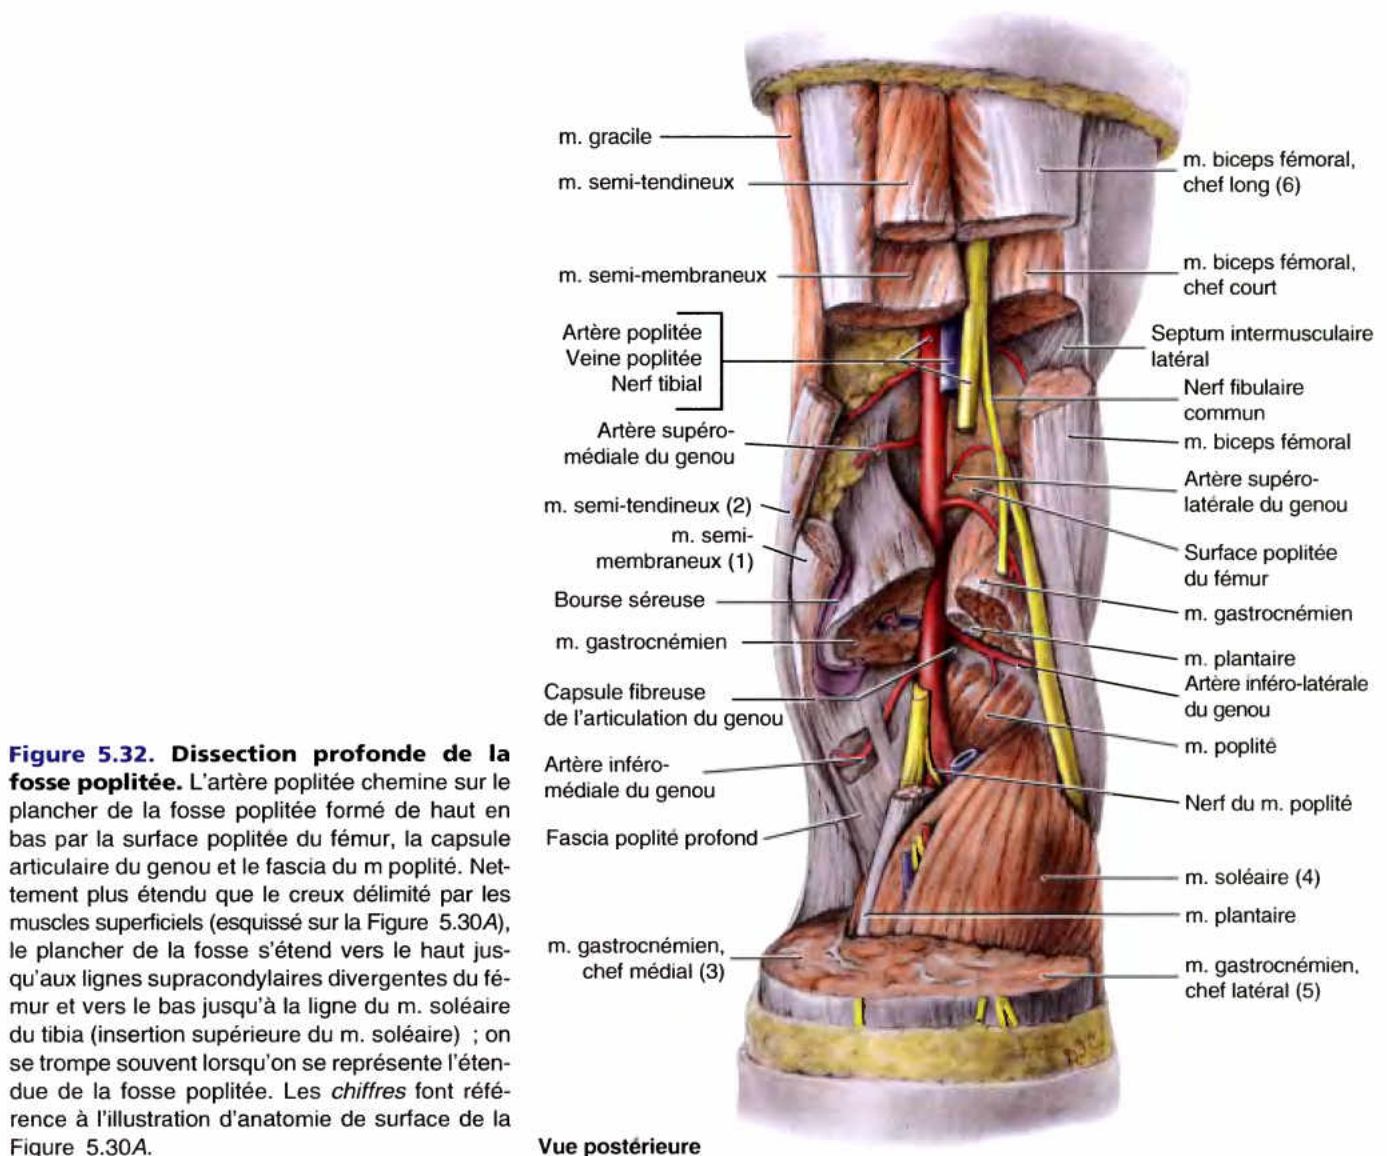 m. gracile
m. semi-tendineux
m. semi-membraneux
Artère poplitée
Veine poplitée
Nerf tibial
Artère supéro-
médiale du genou
m. semi-tendineux (2)
m. semi-
membraneux (1)
Bourse séreuse
m. gastrocnémien
Capsule fibreuse
de l'articulation du genou
Artère inféro-
médiale du genou
Fascia poplité profond
m. gastrocnémien,
chef médial (3)
m. biceps fémoral,
chef long (6)
m. biceps fémoral,
chef court
Septum intermusculaire
latéral
Nerf fibulaire
commun
m. biceps fémoral
Artère supéro-
latérale du genou
Surface poplitée
du fémur
m. gastrocnémien
m. plantaire
Artère inféro-latérale
du genou
m. poplité
Nerf du m. poplité
m. soléaire (4)
m. plantaire
m. gastrocnémien,
chef latéral (5)
Figure 5.32. Dissection profonde de la
fosse poplitée. L'artère poplitée chemine sur le
plancher de la fosse poplitée formé de haut en
bas par la surface poplitée du fémur, la capsule
articulaire du genou et le fascia du m poplité. Net-
tement plus étendu que le creux délimité par les
muscles superficiels (esquissé sur la Figure 5.30A),
le plancher de la fosse s'étend vers le haut jus-
qu'aux lignes supracondylaires divergentes du fé-
mur et vers le bas jusqu'à la ligne du m. soléaire
du tibia (insertion supérieure du m. soléaire) ; on
se trompe souvent lorsqu'on se représente l'éten-
due de la fosse poplitée. Les chiffres font réfé-
rence à l'illustration d'anatomie de surface de la
Figure 5.30A.
Vue postérieure